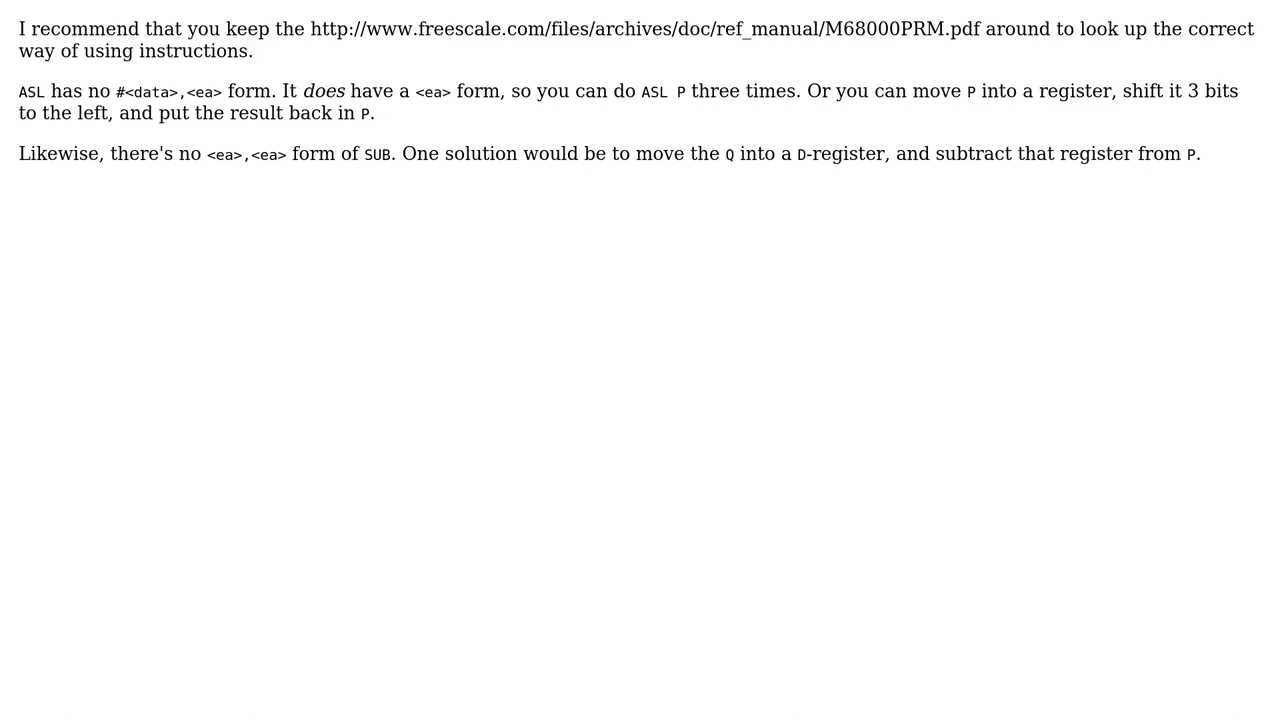 I recommend that you keep the http://www.freescale.com/files/archives/doc/ref_manual/M68000PRM.pdf around to look up the correct
way of using instructions.
ASL has no #<data>,<ea> form. It does have a <ea> form, so you can do ASL P three times. Or you can move P into a register, shift it 3 bits
to the left, and put the result back in P.
Likewise, there's no <ea>,<ea> form of SUB. One solution would be to move the Q into a D-register, and subtract that register from P.